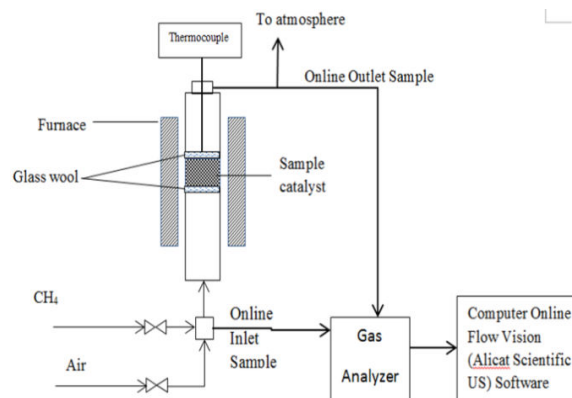 Thermocouple
To atmosphere
Online Outlet Sample
Furnace
Glass wool
Sample
catalyst
CH₄
Online
Inlet
Sample
Air
Gas
Analyzer
Computer Online
Flow Vision
(Alicat Scientific
US) Software